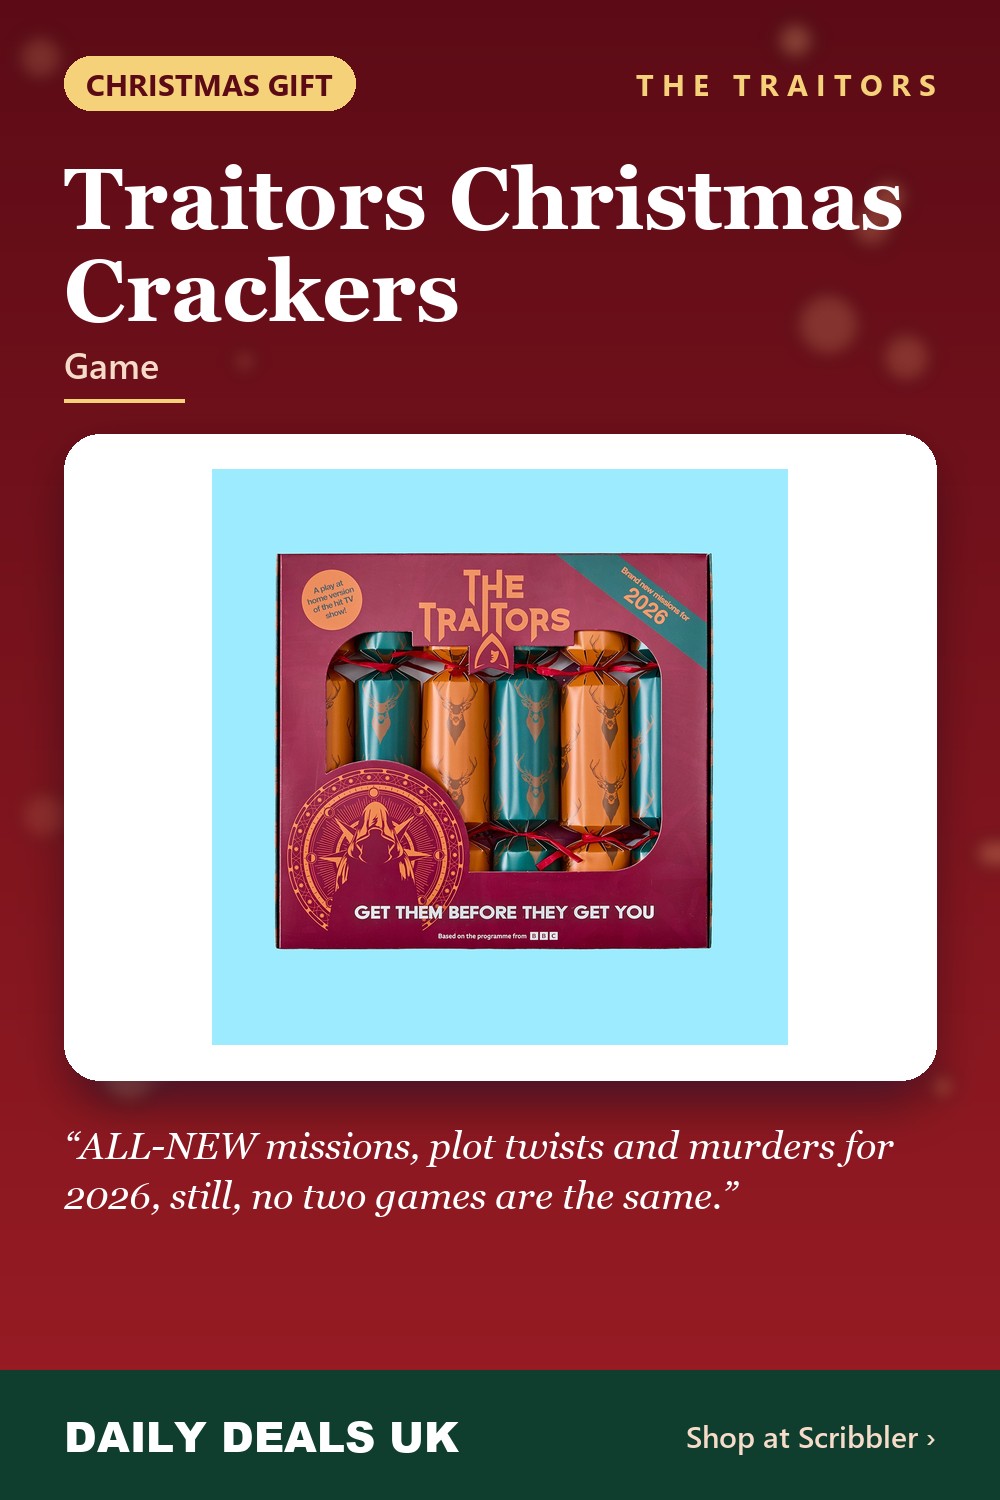 CHRISTMAS GIFT
THE TRAITORS
Traitors Christmas
Crackers
Game
A play at
home version
of the hit TV
show!
THE
TRAITORS
Brand new missions for
2026
GET THEM BEFORE THEY GET YOU
Based on the programme from BBC
“ALL-NEW missions, plot twists and murders for
2026, still, no two games are the same.”
DAILY DEALS UK
Shop at Scribbler ›